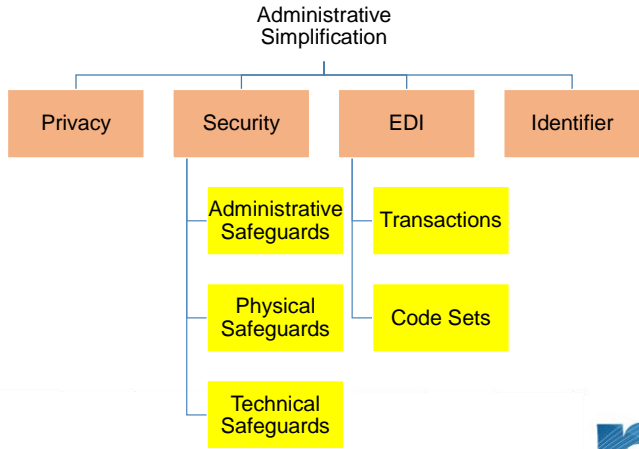 Administrative
Simplification
Privacy
Security
EDI
Identifier
Administrative
Safeguards
Transactions
Physical
Safeguards
Code Sets
Technical
Safeguards